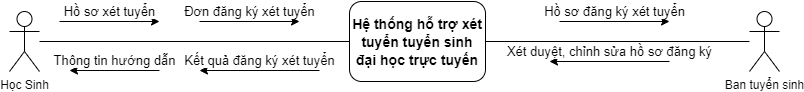 Hồ sơ xét tuyển
Đơn đăng ký xét tuyển
Thông tin hướng dẫn
Kết quả đăng ký xét tuyển
Học Sinh
Hệ thống hỗ trợ xét
tuyển tuyển sinh
đại học trực tuyến
Hồ sơ đăng ký xét tuyển
Xét duyệt, chỉnh sửa hồ sơ đăng ký
Ban tuyển sinh